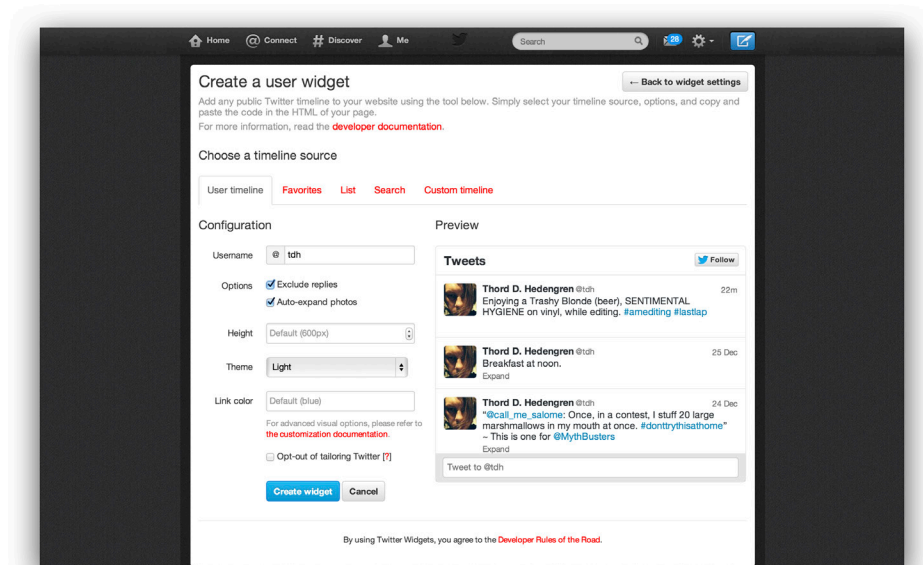 Home @ Connect # Discover Me Search 28
Create a user widget
← Back to widget settings
Add any public Twitter timeline to your website using the tool below. Simply select your timeline source, options, and copy and
paste the code in the HTML of your page.
For more information, read the developer documentation.
Choose a timeline source
User timeline Favorites List Search Custom timeline
Configuration
Username @ tdh
Options Exclude replies
Auto-expand photos
Height Default (600px)
Theme Light
Link color Default (blue)
For advanced visual options, please refer to
the customization documentation.
Opt-out of tailoring Twitter [?]
Create widget Cancel
Preview
Tweets Follow
Thord D. Hedengren @tdh 22m
Enjoying a Trashy Blonde (beer), SENTIMENTAL
HYGIENE on vinyl, while editing. #amediting #lastlap
Thord D. Hedengren @tdh 25 Dec
Breakfast at noon.
Expand
Thord D. Hedengren @tdh 24 Dec
"@call_me_salome: Once, in a contest, I stuff 20 large
marshmallows in my mouth at once. #donttrythisathome"
~ This is one for @MythBusters
Expand
Tweet to @tdh
By using Twitter Widgets, you agree to the Developer Rules of the Road.